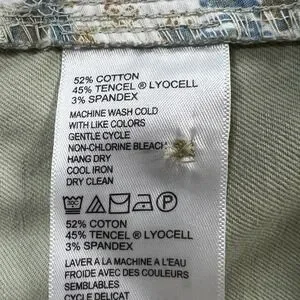 52% COTTON
45% TENCEL® LYOCELL
3% SPANDEX
MACHINE WASH COLD
WITH LIKE COLORS
GENTLE CYCLE
NON-CHLORINE BLEACH
HANG DRY
COOL IRON
DRY CLEAN
52% COTTON
45% TENCEL® LYOCELL
3% SPANDEX
LAVER A LA MACHINE A L'EAU
FROIDE AVEC DES COULEURS
SEMBLABLES
CYCLE DELICAT